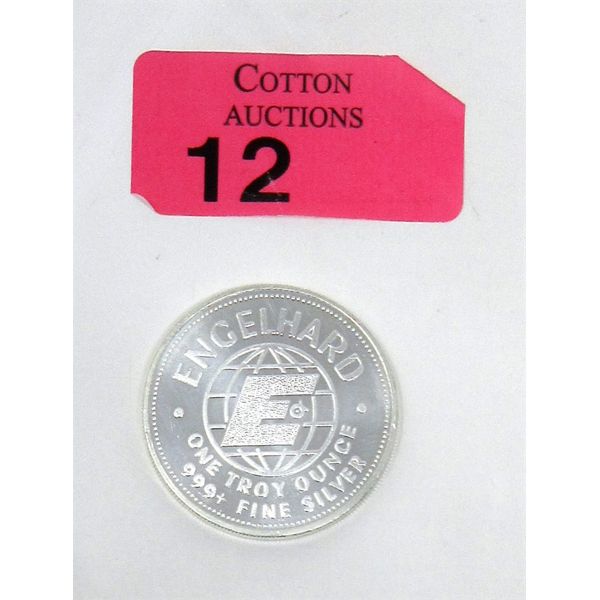 COTTON
AUCTIONS
12
ENGELHARD
E
ONE TROY OUNCE
999+ FINE SILVER